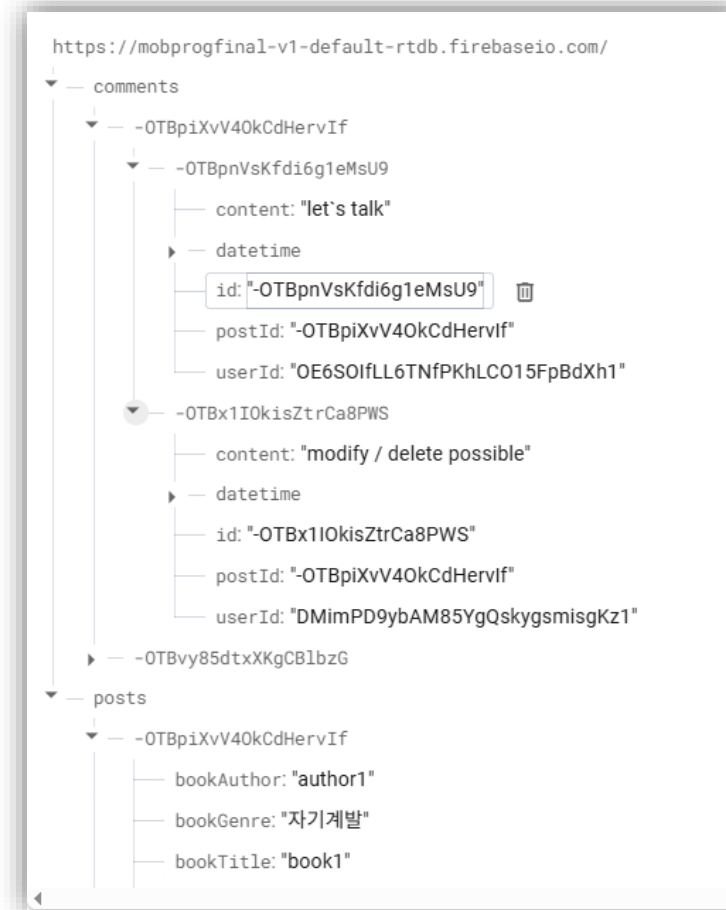 https://mobprogfinal-v1-default-rtdb.firebaseio.com/
comments
-OTBpiXvV4OkCdHervIf
-OTBpnVsKfdi6g1eMsU9
content: "let`s talk"
datetime
id: "-OTBpnVsKfdi6g1eMsU9"
postId: "-OTBpiXvV4OkCdHervIf"
userId: "OE6SOIfLL6TNfPKhLCO15FpBdXh1"
-OTBx1IOkisZtrCa8PWS
content: "modify / delete possible"
datetime
id: "-OTBx1IOkisZtrCa8PWS"
postId: "-OTBpiXvV4OkCdHervIf"
userId: "DMimPD9ybAM85YgQskygsmisgKz1"
-OTBvy85dtxXKgCBlbzG
posts
-OTBpiXvV4OkCdHervIf
bookAuthor: "author1"
bookGenre: "자기계발"
bookTitle: "book1"